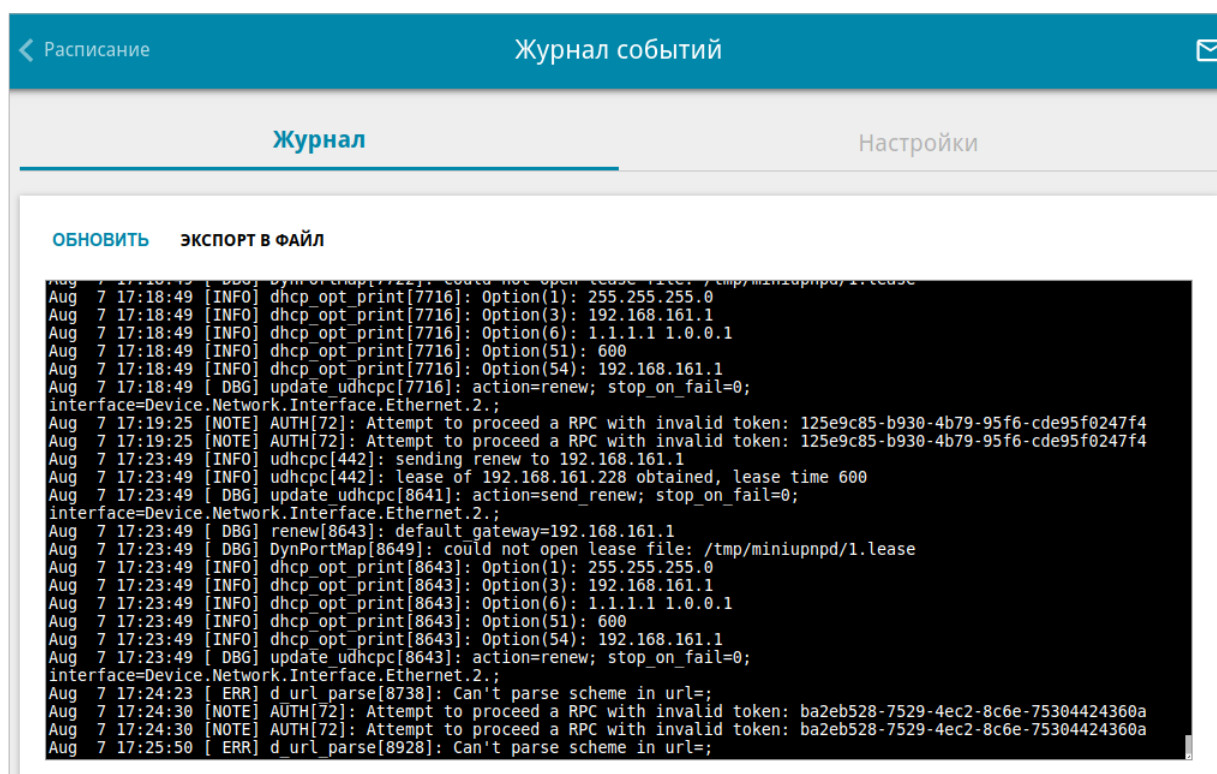 Расписание
Журнал событий
Журнал
Настройки
ОБНОВИТЬ ЭКСПОРТ В ФАЙЛ
Aug 7 17:18:49 [ DBG] DynPortMap[7722]: could not open lease file: /tmp/miniupnpd/1.lease
Aug 7 17:18:49 [INFO] dhcp_opt_print[7716]: Option(1): 255.255.255.0
Aug 7 17:18:49 [INFO] dhcp_opt_print[7716]: Option(3): 192.168.161.1
Aug 7 17:18:49 [INFO] dhcp_opt_print[7716]: Option(6): 1.1.1.1 1.0.0.1
Aug 7 17:18:49 [INFO] dhcp_opt_print[7716]: Option(51): 600
Aug 7 17:18:49 [INFO] dhcp_opt_print[7716]: Option(54): 192.168.161.1
Aug 7 17:18:49 [ DBG] update_udhcpc[7716]: action=renew; stop_on_fail=0;
interface=Device.Network.Interface.Ethernet.2.;
Aug 7 17:19:25 [NOTE] AUTH[72]: Attempt to proceed a RPC with invalid token: 125e9c85-b930-4b79-95f6-cde95f0247f4
Aug 7 17:19:25 [NOTE] AUTH[72]: Attempt to proceed a RPC with invalid token: 125e9c85-b930-4b79-95f6-cde95f0247f4
Aug 7 17:23:49 [INFO] udhcpc[442]: sending renew to 192.168.161.1
Aug 7 17:23:49 [INFO] udhcpc[442]: lease of 192.168.161.228 obtained, lease time 600
Aug 7 17:23:49 [ DBG] update_udhcpc[8641]: action=send_renew; stop_on_fail=0;
interface=Device.Network.Interface.Ethernet.2.;
Aug 7 17:23:49 [ DBG] renew[8643]: default_gateway=192.168.161.1
Aug 7 17:23:49 [ DBG] DynPortMap[8649]: could not open lease file: /tmp/miniupnpd/1.lease
Aug 7 17:23:49 [INFO] dhcp_opt_print[8643]: Option(1): 255.255.255.0
Aug 7 17:23:49 [INFO] dhcp_opt_print[8643]: Option(3): 192.168.161.1
Aug 7 17:23:49 [INFO] dhcp_opt_print[8643]: Option(6): 1.1.1.1 1.0.0.1
Aug 7 17:23:49 [INFO] dhcp_opt_print[8643]: Option(51): 600
Aug 7 17:23:49 [INFO] dhcp_opt_print[8643]: Option(54): 192.168.161.1
Aug 7 17:23:49 [ DBG] update_udhcpc[8643]: action=renew; stop_on_fail=0;
interface=Device.Network.Interface.Ethernet.2.;
Aug 7 17:24:23 [ ERR] d_url_parse[8738]: Can't parse scheme in url=;
Aug 7 17:24:30 [NOTE] AUTH[72]: Attempt to proceed a RPC with invalid token: ba2eb528-7529-4ec2-8c6e-75304424360a
Aug 7 17:24:30 [NOTE] AUTH[72]: Attempt to proceed a RPC with invalid token: ba2eb528-7529-4ec2-8c6e-75304424360a
Aug 7 17:25:50 [ ERR] d_url_parse[8928]: Can't parse scheme in url=;